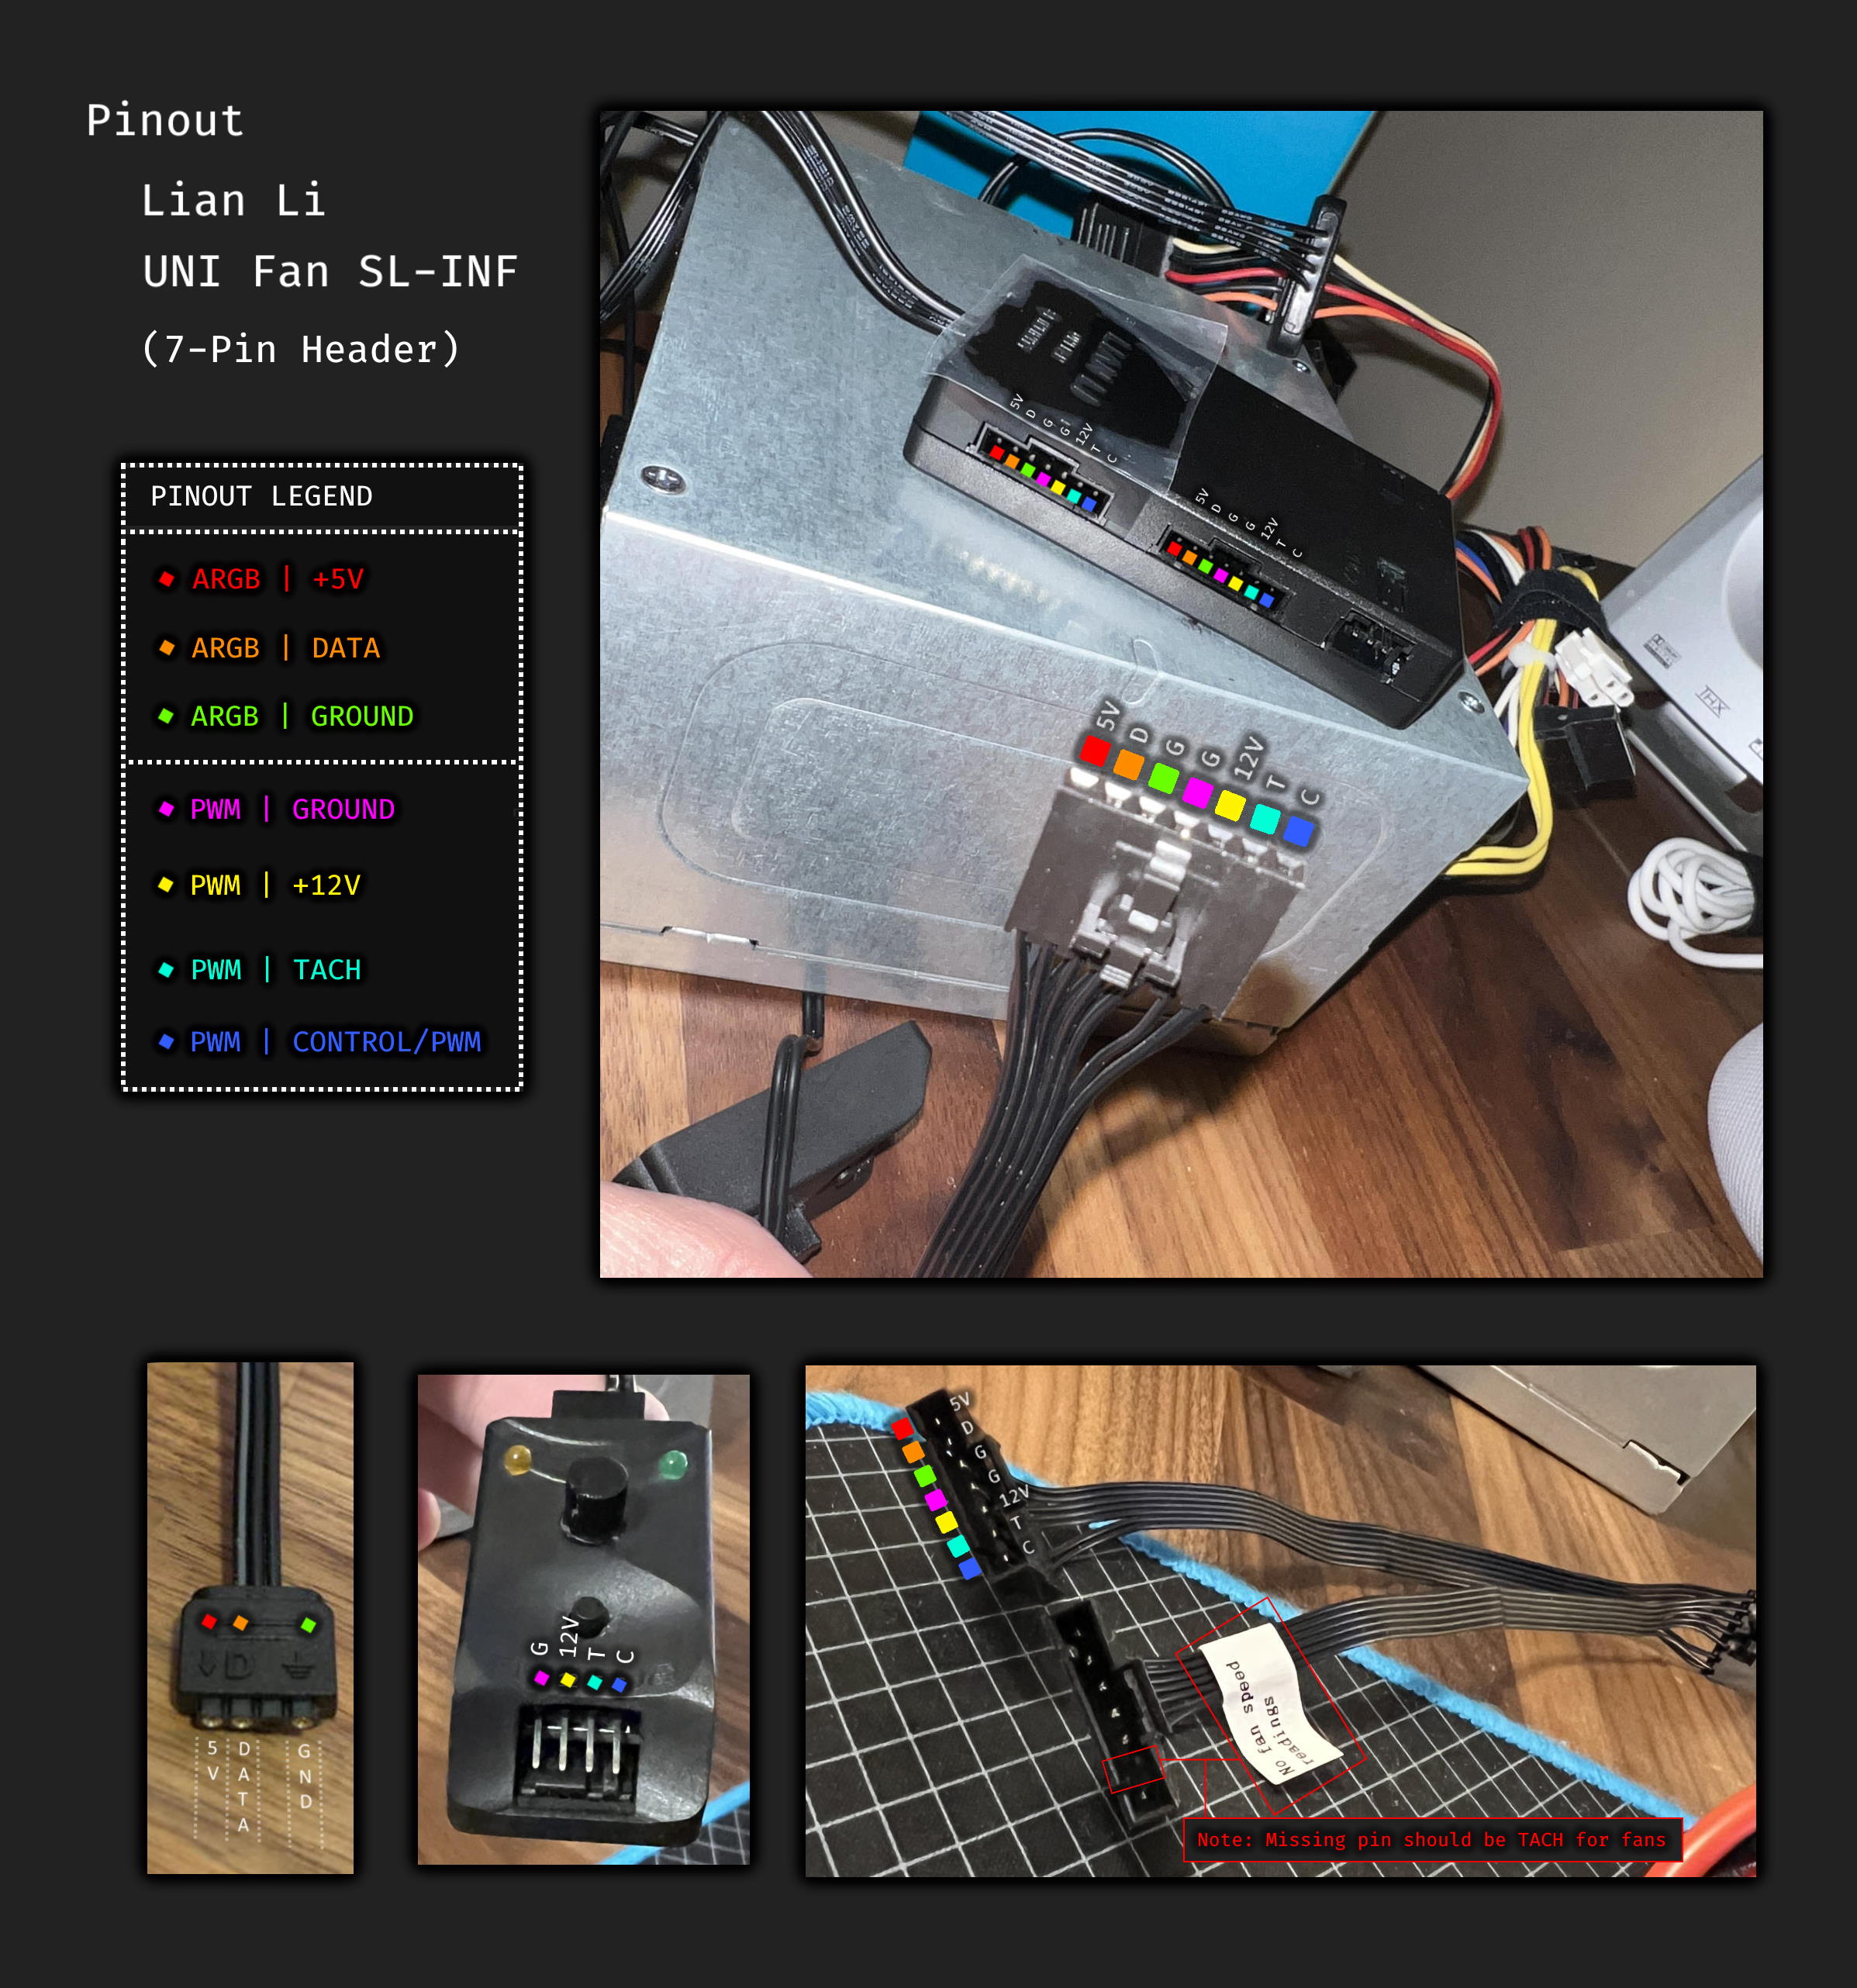 Pinout
Lian Li
UNI Fan SL-INF
(7-Pin Header)
PINOUT LEGEND
ARGB | +5V
ARGB | DATA
ARGB | GROUND
PWM | GROUND
PWM | +12V
PWM | TACH
PWM | CONTROL/PWM
5V
D
G
G
12V
T
C
5V
D
G
G
12V
T
C
5V
D
G
G
12V
T
C
THX
D
5V
DATA
GND
G
12V
T
C
5V
D
G
G
12V
T
C
No fan speed
readings
Note: Missing pin should be TACH for fans